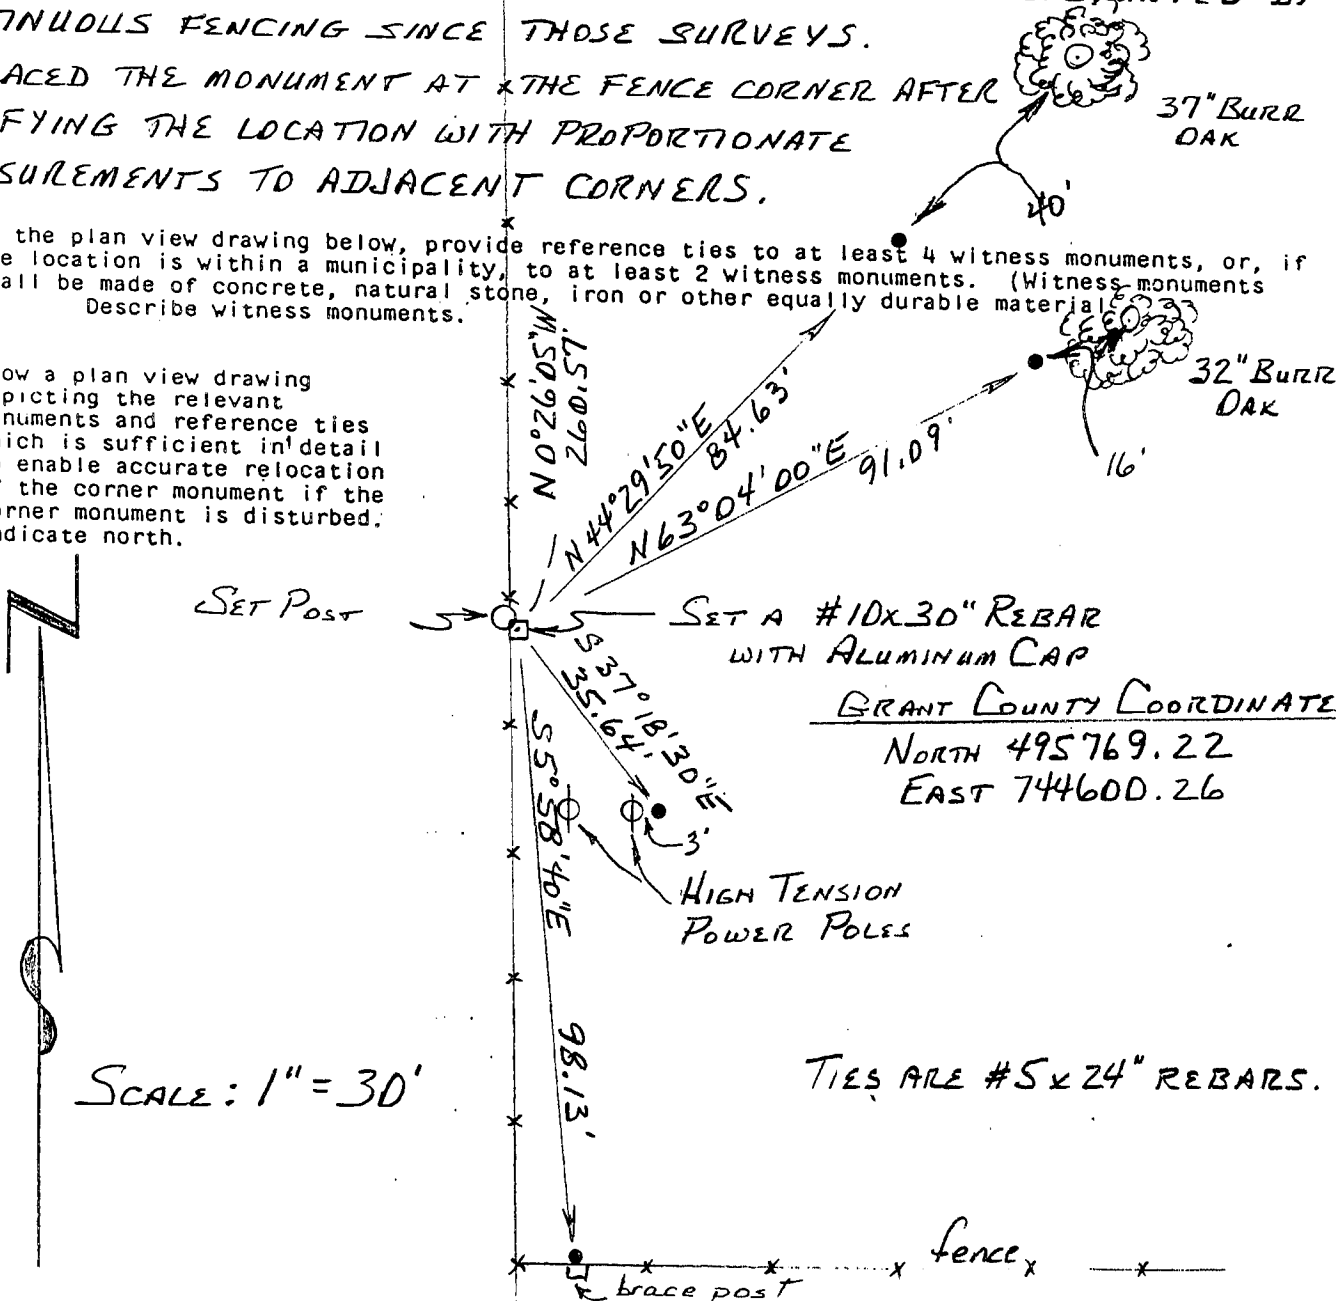 NUOUS FENCING SINCE THOSE SURVEYS.
ACED THE MONUMENT AT THE FENCE CORNER AFTER
FYING THE LOCATION WITH PROPORTIONATE
SUREMENTS TO ADJACENT CORNERS.
37" BURR
OAK
40'
the plan view drawing below, provide reference ties to at least 4 witness monuments, or, if
e location is within a municipality, to at least 2 witness monuments. (Witness monuments
all be made of concrete, natural stone, iron or other equally durable material
Describe witness monuments.
ow a plan view drawing
picting the relevant
numents and reference ties
ich is sufficient in detail
enable accurate relocation
the corner monument if the
orner monument is disturbed.
ndicate north.
N 0°26'05"W
2601.57'
N 44°29'50"E
84.63'
N 63°04'00"E 91.09'
32" BURR
OAK
16'
SET POST
SET A #10x30" REBAR
WITH ALUMINUM CAP
GRANT COUNTY COORDINATE
NORTH 495769.22
EAST 744600.26
S 37°18'30"E
35.64'
S 5°58'40"E 98.13'
3'
HIGH TENSION
POWER POLES
SCALE: 1" = 30'
TIES ARE #5x24" REBARS.
fence
brace post